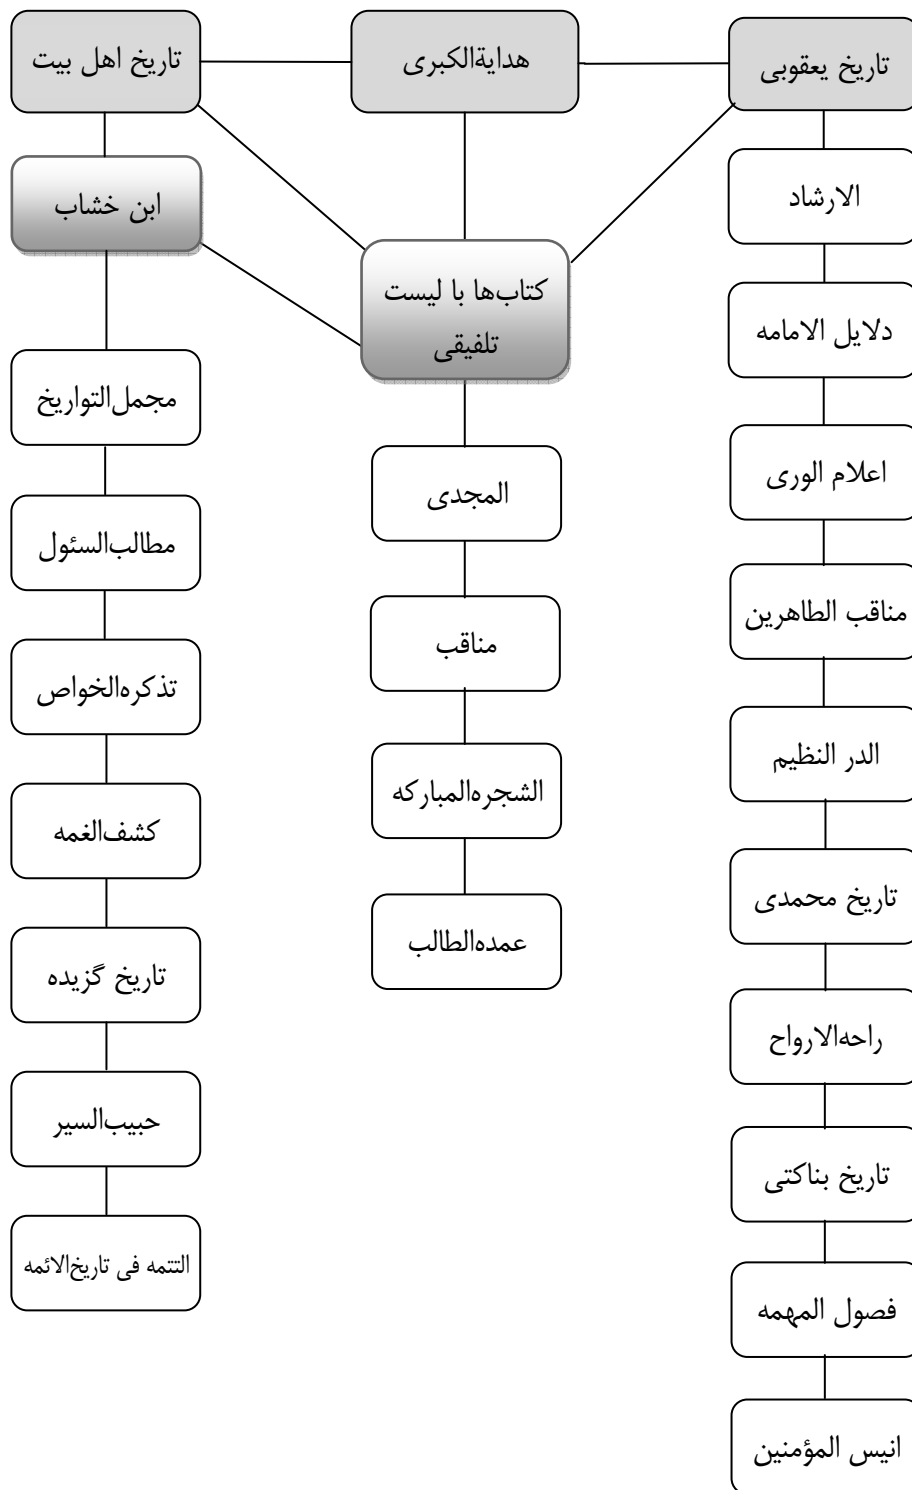 تاریخ یعقوبی
هدایةالکبری
تاریخ اهل بیت
الارشاد
دلایل الامامه
اعلام الوری
مناقب الطاهرین
الدر النظیم
تاریخ محمدی
راحه‌الارواح
تاریخ بناکتی
فصول المهمه
انیس المؤمنین
کتاب‌ها با لیست
تلفیقی
المجدی
مناقب
الشجره‌المبارکه
عمده‌الطالب
ابن خشاب
مجمل‌التواریخ
مطالب‌السئول
تذکره‌الخواص
کشف‌الغمه
تاریخ گزیده
حبیب‌السیر
التتمه فی تاریخ‌الائمه